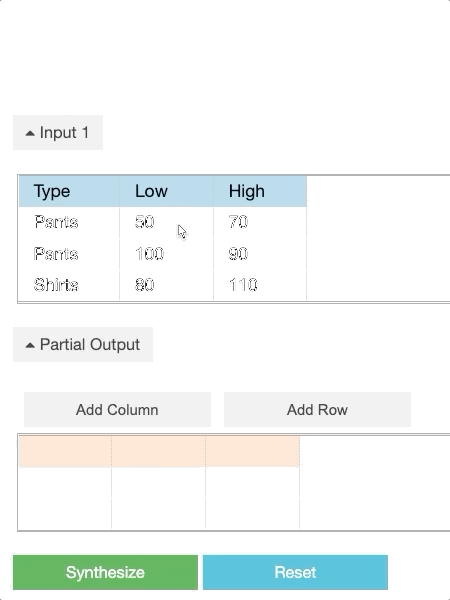 Input 1
Type Low High
Pants 50 70
Pants 100 90
Shirts 80 110
Partial Output
Add Column Add Row
Synthesize Reset